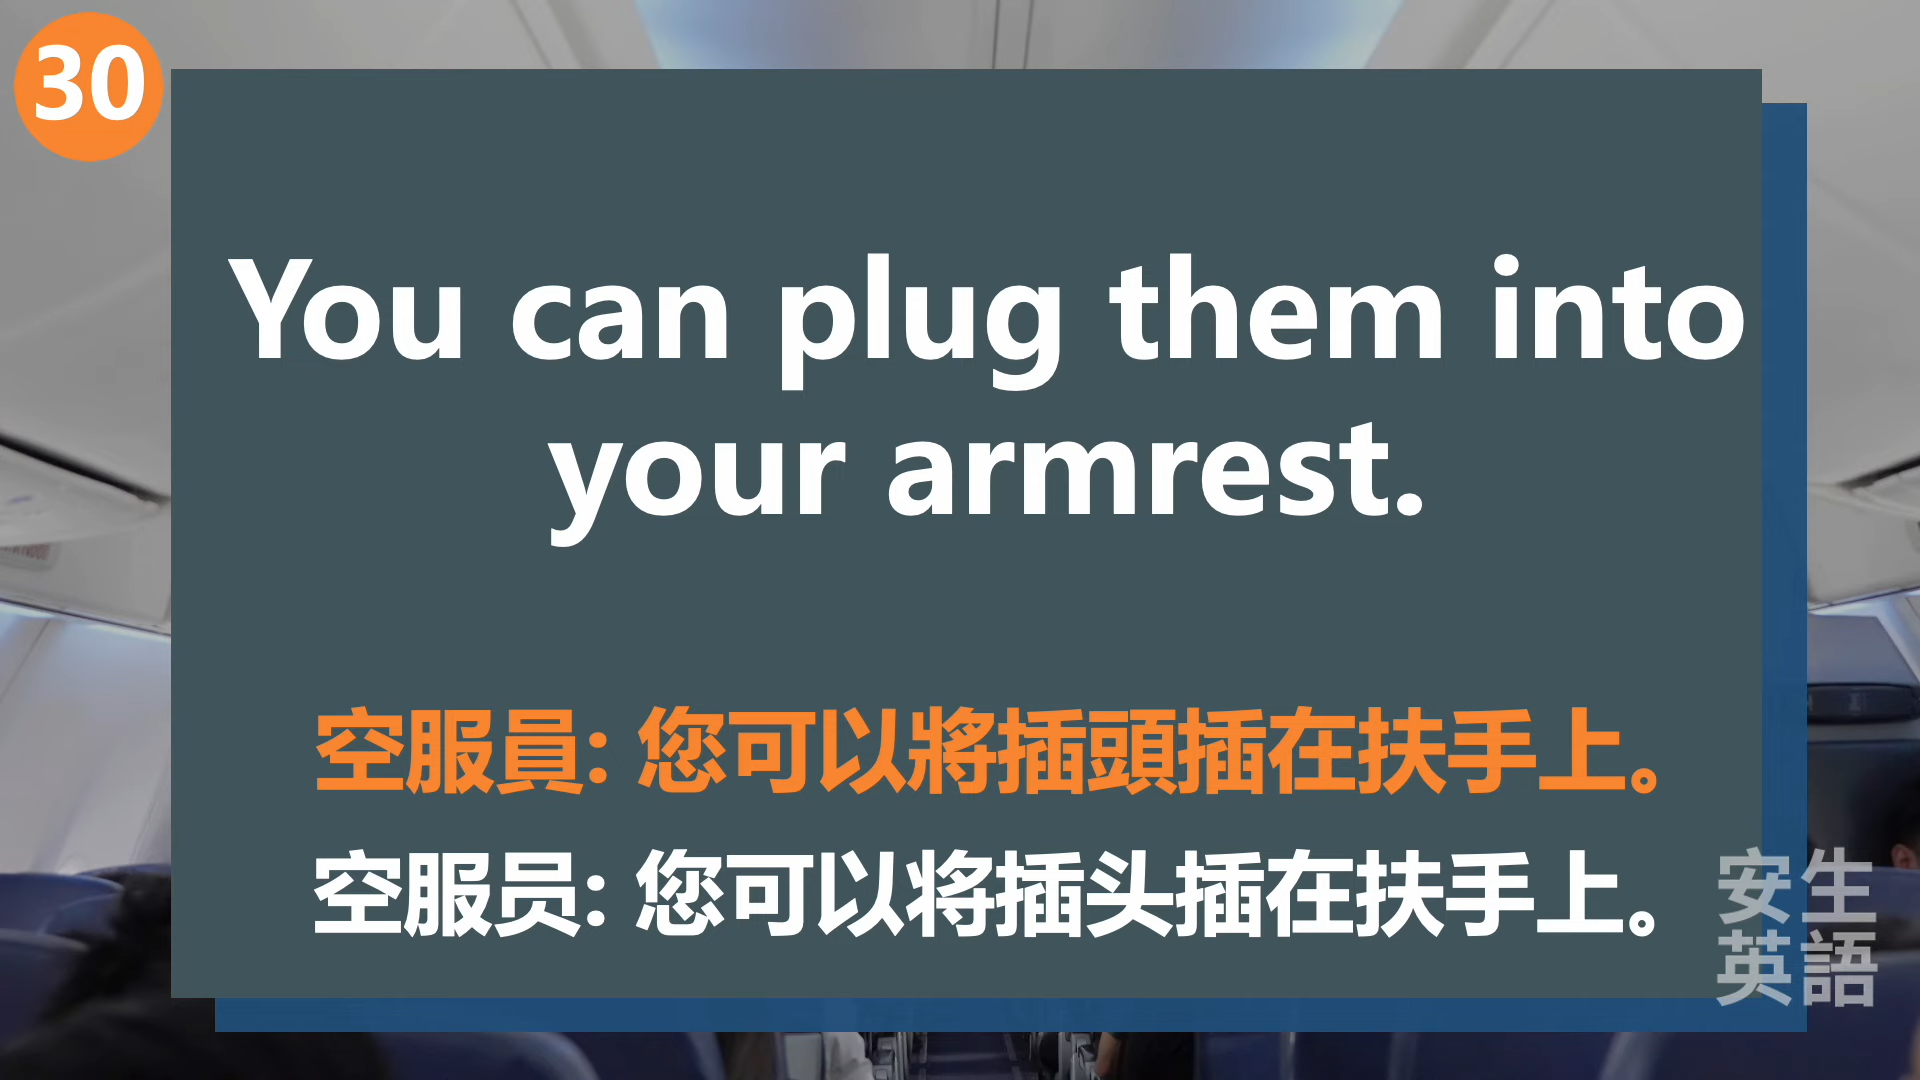 30
You can plug them into
your armrest.
空服員: 您可以將插頭插在扶手上。
空服员: 您可以将插头插在扶手上。
安生
英語